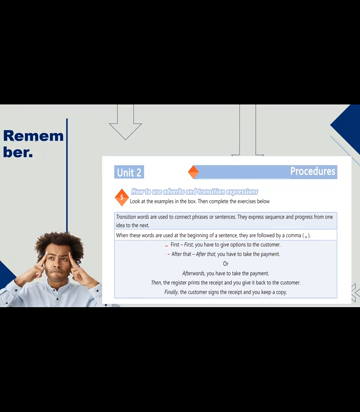 Remem
ber.
Unit 2
Procedures
How to use adverbs and transition expressions
Look at the examples in the box. Then complete the exercises below
Transition words are used to connect phrases or sentences. They express sequence and progress from one
idea to the next.
When these words are used at the beginning of a sentence, they are followed by a comma ( , ).
– First – First, you have to give options to the customer.
– After that – After that, you have to take the payment.
Or
Afterwards, you have to take the payment.
Then, the register prints the receipt and you give it back to the customer.
Finally, the customer signs the receipt and you keep a copy.